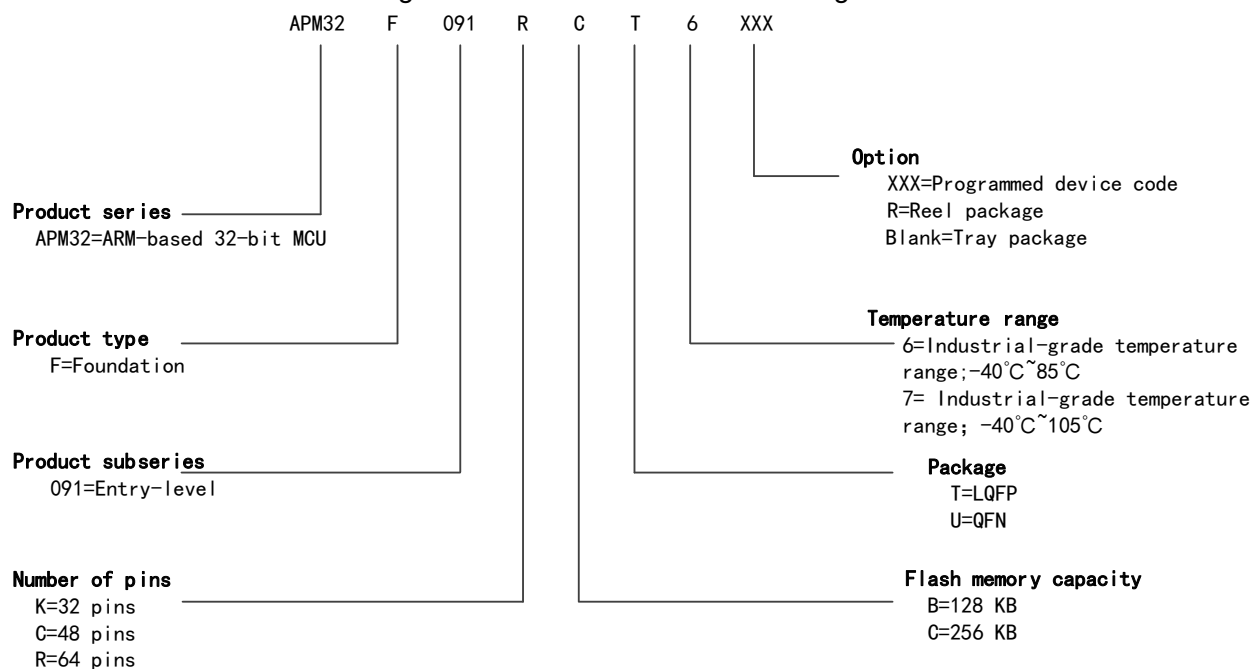 APM32 F 091 R C T 6 XXX
Option
XXX=Programmed device code
R=Reel package
Blank=Tray package
Product series
APM32=ARM-based 32-bit MCU
Temperature range
6=Industrial-grade temperature
range;-40℃~85℃
7= Industrial-grade temperature
range; -40℃~105℃
Product type
F=Foundation
Product subseries
091=Entry-level
Package
T=LQFP
U=QFN
Number of pins
K=32 pins
C=48 pins
R=64 pins
Flash memory capacity
B=128 KB
C=256 KB